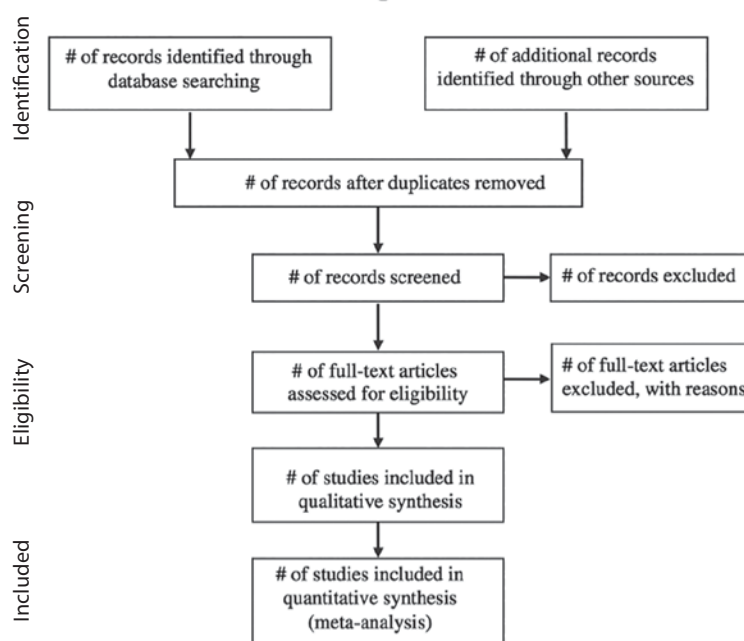 Identification
# of records identified through
database searching
# of additional records
identified through other sources
# of records after duplicates removed
Screening
# of records screened
# of records excluded
Eligibility
# of full-text articles
assessed for eligibility
# of full-text articles
excluded, with reasons
# of studies included in
qualitative synthesis
Included
# of studies included in
quantitative synthesis
(meta-analysis)